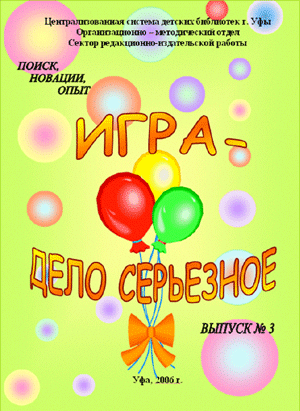 Централизованная система детских библиотек г. Уфы
Организационно – методический отдел
Сектор редакционно-издательской работы
ПОИСК,
НОВАЦИИ,
ОПЫТ
ИГРА -
ДЕЛО СЕРЬЕЗНОЕ
ВЫПУСК № 3
Уфа, 2006 г.